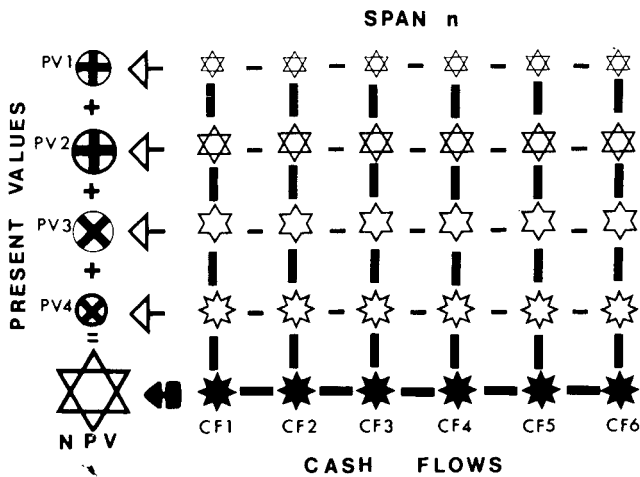 SPAN n
PV1
+
PV2
+
PV3
+
PV4
=
NPV
PRESENT VALUES
CF1 CF2 CF3 CF4 CF5 CF6
CASH FLOWS